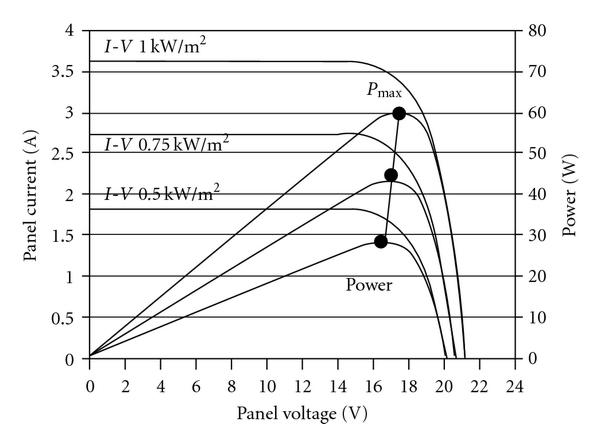 4
3.5
3
2.5
2
1.5
1
0.5
0
Panel current (A)
I-V 1 kW/m²
I-V 0.75 kW/m²
I-V 0.5 kW/m²
Pmax
Power
80
70
60
50
40
30
20
10
0
Power (W)
0 2 4 6 8 10 12 14 16 18 20 22 24
Panel voltage (V)